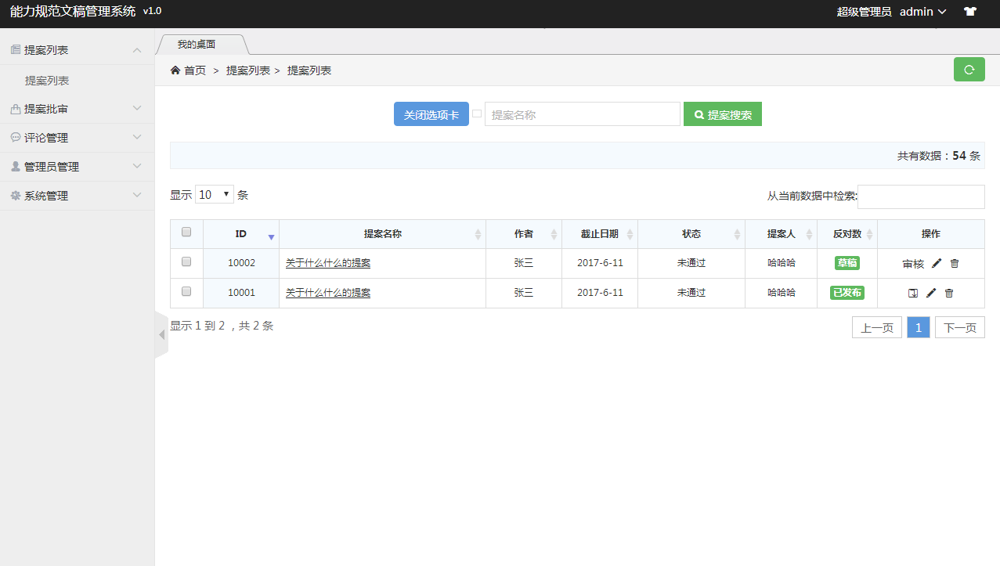 能力规范文稿管理系统 v1.0
超级管理员 admin
提案列表
提案列表
提案批审
评论管理
管理员管理
系统管理
我的桌面
首页 > 提案列表 > 提案列表
关闭选项卡 提案名称 提案搜索
共有数据：54 条
显示 10 条 从当前数据中检索:
ID 提案名称 作者 截止日期 状态 提案人 反对数 操作
10002 关于什么什么的提案 张三 2017-6-11 未通过 哈哈哈 草稿 审核
10001 关于什么什么的提案 张三 2017-6-11 未通过 哈哈哈 已发布
显示 1 到 2 ，共 2 条 上一页 1 下一页